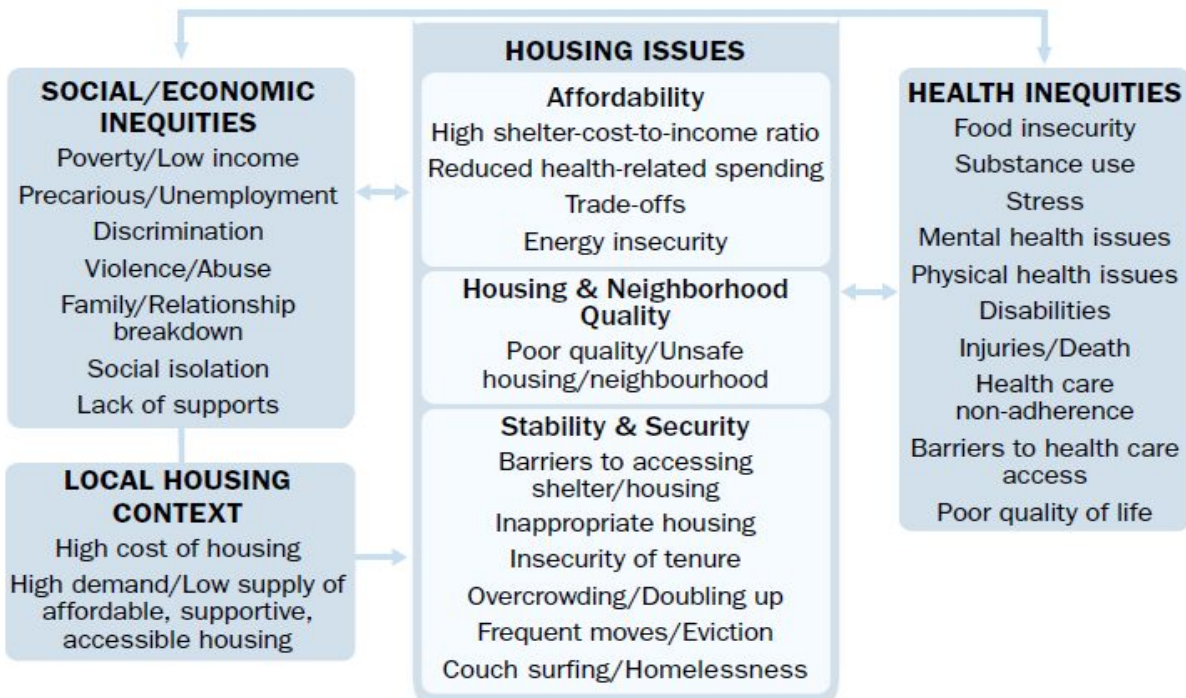 SOCIAL/ECONOMIC
INEQUITIES
Poverty/Low income
Precarious/Unemployment
Discrimination
Violence/Abuse
Family/Relationship
breakdown
Social isolation
Lack of supports
LOCAL HOUSING
CONTEXT
High cost of housing
High demand/Low supply of
affordable, supportive,
accessible housing
HOUSING ISSUES
Affordability
High shelter-cost-to-income ratio
Reduced health-related spending
Trade-offs
Energy insecurity
Housing & Neighborhood
Quality
Poor quality/Unsafe
housing/neighbourhood
Stability & Security
Barriers to accessing
shelter/housing
Inappropriate housing
Insecurity of tenure
Overcrowding/Doubling up
Frequent moves/Eviction
Couch surfing/Homelessness
HEALTH INEQUITIES
Food insecurity
Substance use
Stress
Mental health issues
Physical health issues
Disabilities
Injuries/Death
Health care
non-adherence
Barriers to health care
access
Poor quality of life